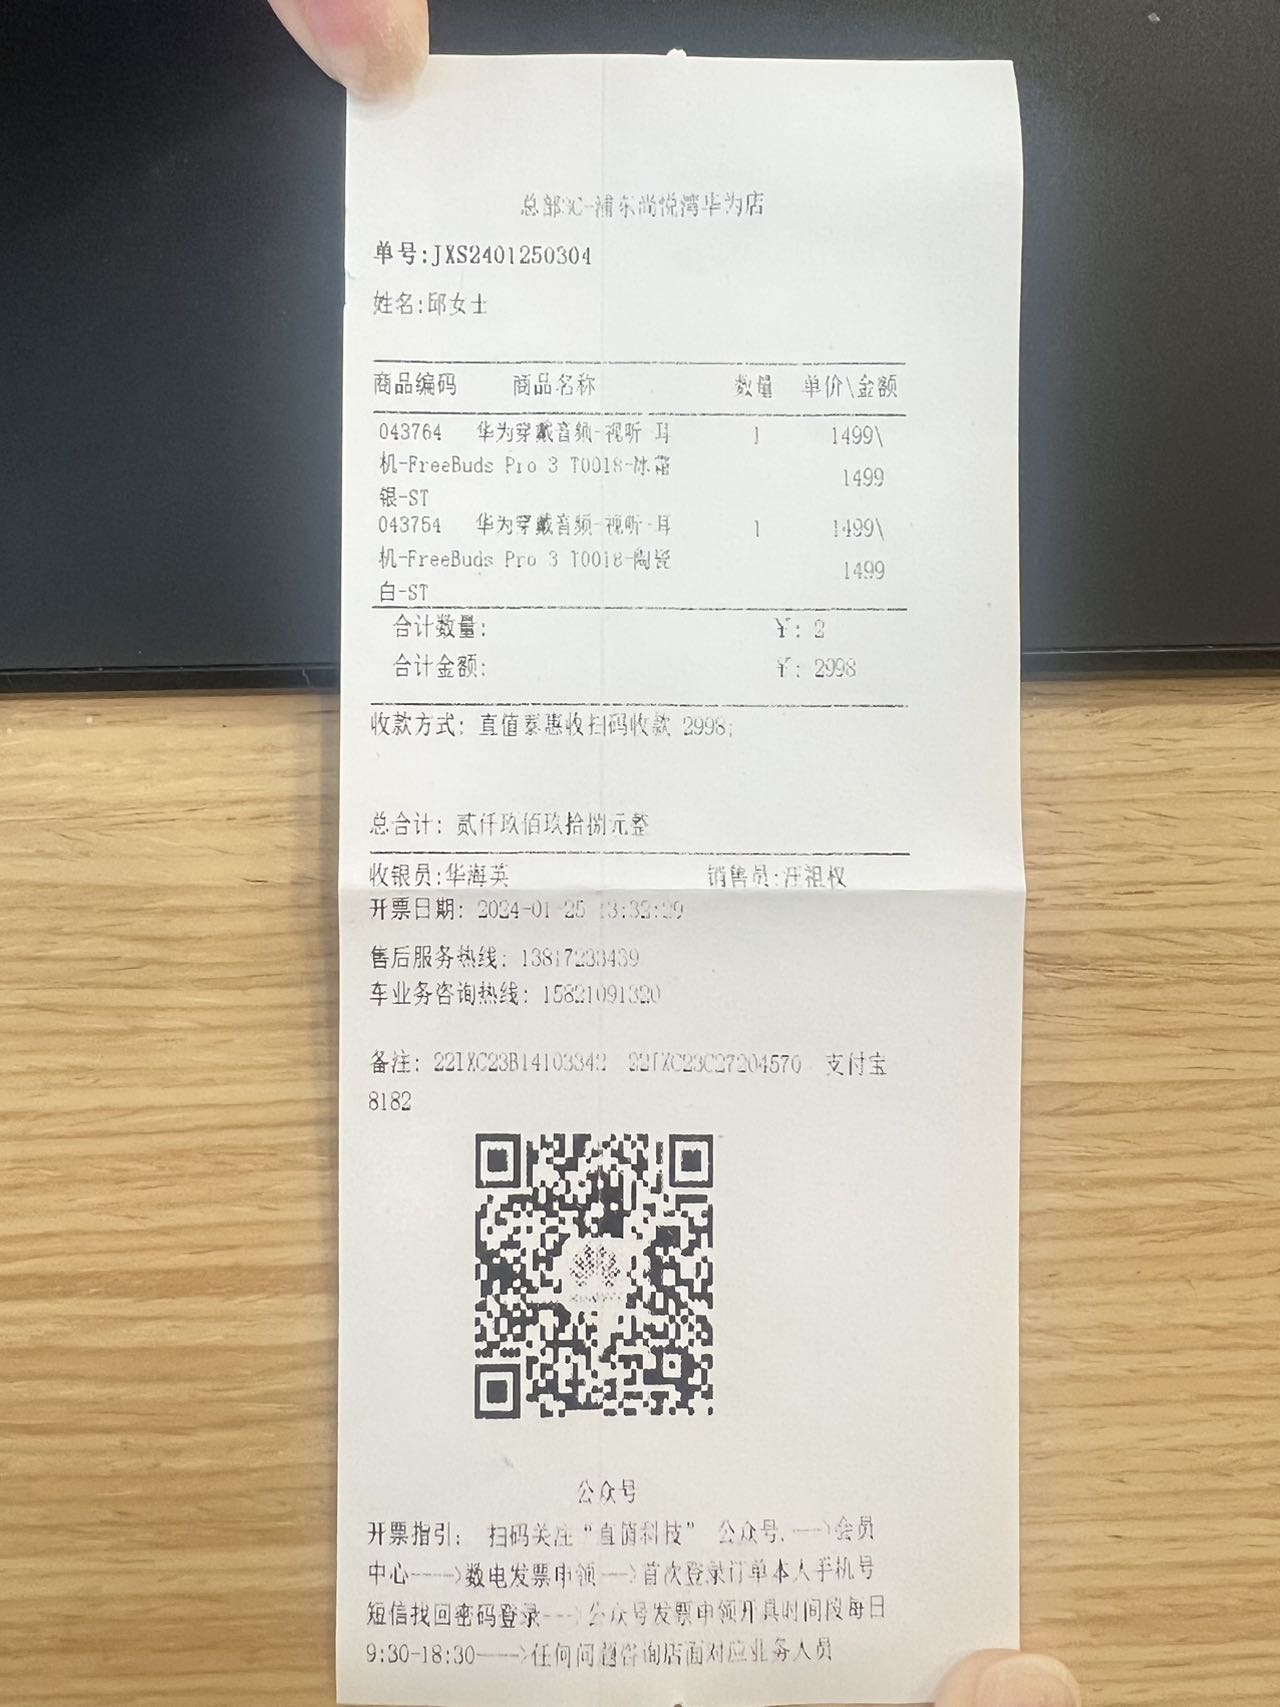 总部3C-浦东尚悦湾华为店
单号:JXS2401250304
姓名:邱女士
商品编码 商品名称 数量 单价\金额
043764 华为穿戴音频-视听-耳 1 1499\
机-FreeBuds Pro 3 T0018-冰霜 1499
银-ST
043754 华为穿戴音频-视听-耳 1 1499\
机-FreeBuds Pro 3 T0018-陶瓷 1499
白-ST
合计数量: ¥: 2
合计金额: ¥: 2998
收款方式: 直值泰惠收扫码收款 2998;
总合计: 贰仟玖佰玖拾捌元整
收银员:华海英 销售员:汪祖权
开票日期: 2024-01-25 13:32:29
售后服务热线: 13817233439
车业务咨询热线: 15821091320
备注: 22IXC23B14103342 22IXC23C27204570 支付宝
8182
公众号
开票指引: 扫码关注“直值科技” 公众号, --->会员
中心---->数电发票申领--->首次登录订单本人手机号
短信找回密码登录--->公众号发票申领开具时间段每日
9:30-18:30---->任何问题咨询店面对应业务人员